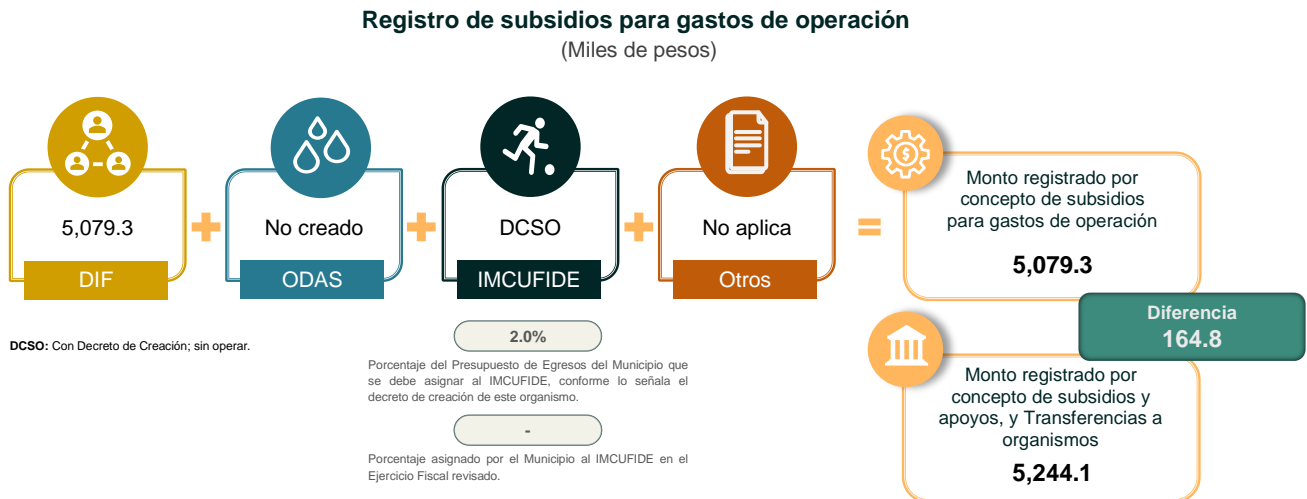 Registro de subsidios para gastos de operación
(Miles de pesos)
5,079.3
DIF
No creado
ODAS
DCSO
IMCUFIDE
No aplica
Otros
Monto registrado por
concepto de subsidios
para gastos de operación
5,079.3
Diferencia
164.8
Monto registrado por
concepto de subsidios y
apoyos, y Transferencias a
organismos
5,244.1
DCSO: Con Decreto de Creación; sin operar.
2.0%
Porcentaje del Presupuesto de Egresos del Municipio que
se debe asignar al IMCUFIDE, conforme lo señala el
decreto de creación de este organismo.
-
Porcentaje asignado por el Municipio al IMCUFIDE en el
Ejercicio Fiscal revisado.